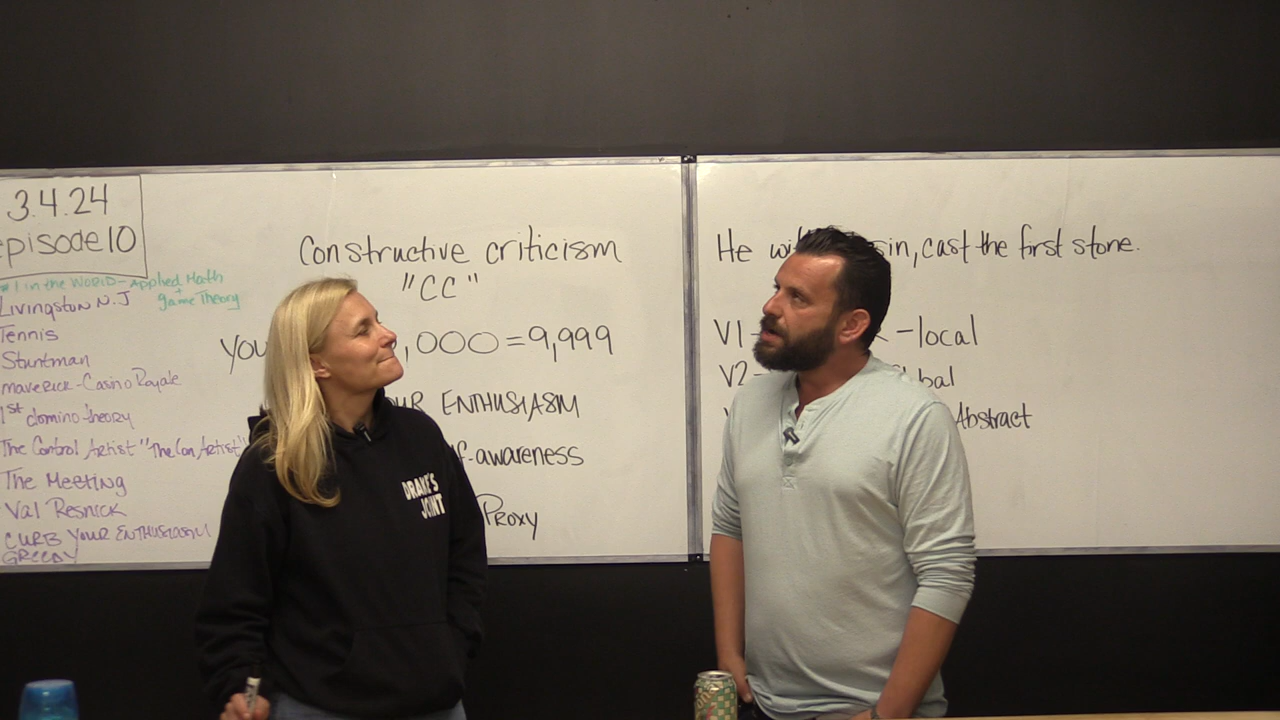 3.4.24
episode 10
#1 in the WORLD - Applied Math + game Theory
Livingston N.J
Tennis
Stuntman
maverick - Casino Royale
1st domino theory
The Control Artist "The Con Artist"
The Meeting
Val Resnick
CURB YOUR ENTHUSIASM
GREEDY
Constructive criticism
"CC"
YOU ,000 = 9,999
ENTHUSIASM
awareness
Proxy
He sin, cast the first stone.
V1 - local
V2 -
Abstract
DRAKE'S
JOINT